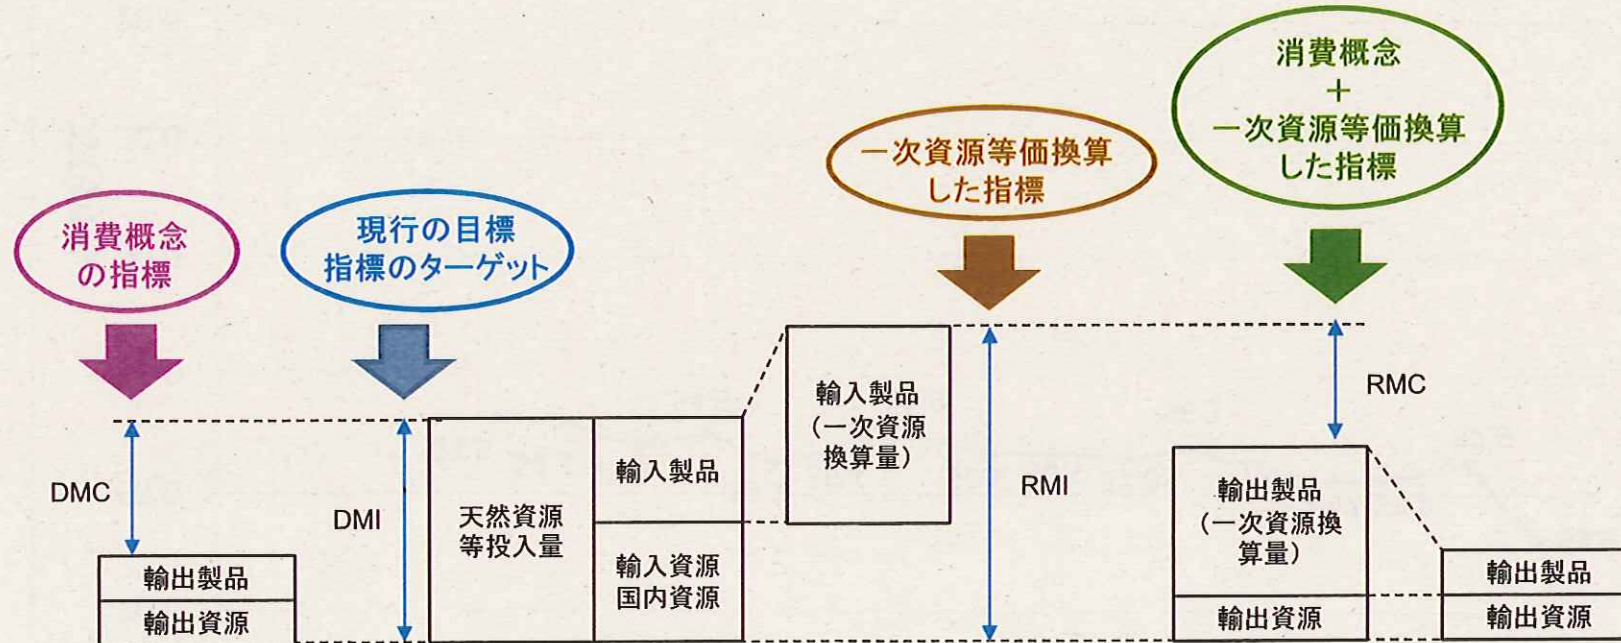 消費概念
の指標
現行の目標
指標のターゲット
一次資源等価換算
した指標
消費概念
＋
一次資源等価換算
した指標
DMC
輸出製品
輸出資源
DMI
天然資源
等投入量
輸入製品
輸入資源
国内資源
輸入製品
（一次資源
換算量）
RMI
RMC
輸出製品
（一次資源換
算量）
輸出資源
輸出製品
輸出資源